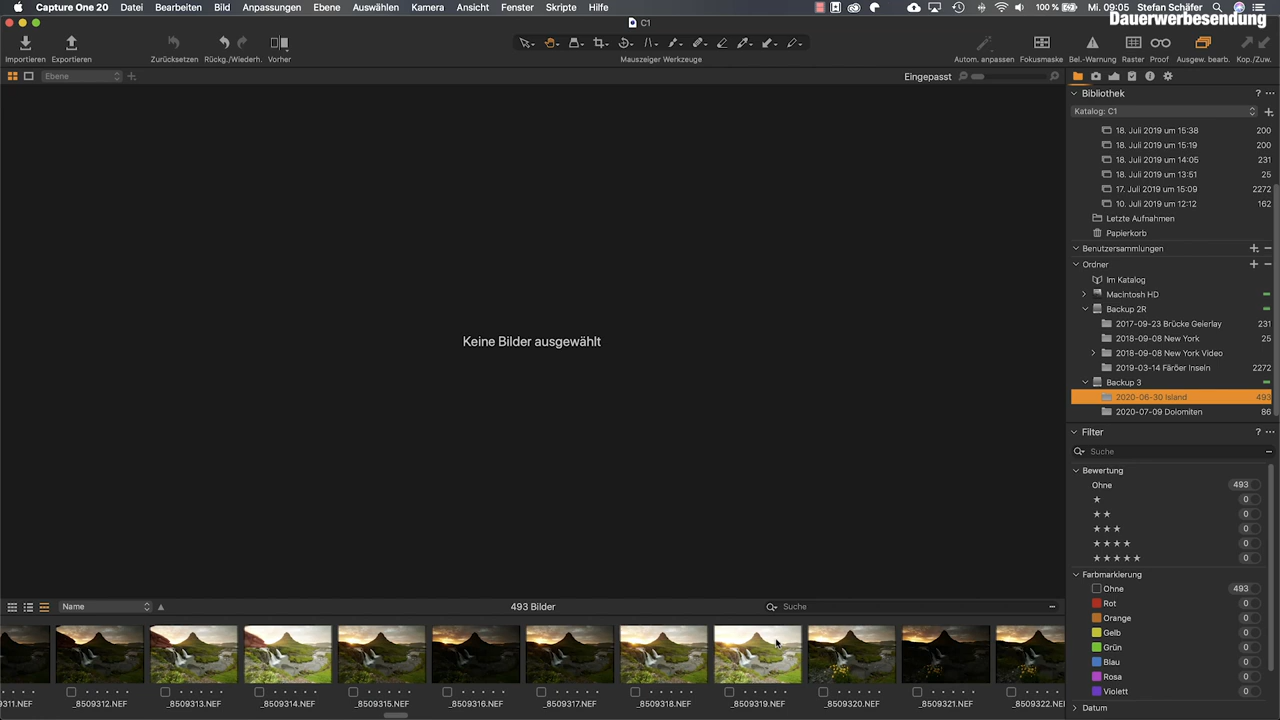 Capture One 20 Datei Bearbeiten Bild Anpassungen Ebene Auswählen Kamera Ansicht Fenster Skripte Hilfe 100 % Mi. 09:05 Stefan Schäfer
Dauerwerbesendung
C1
Importieren Exportieren Zurücksetzen Rückg./Wiederh. Vorher Mauszeiger Werkzeuge Autom. anpassen Fokusmaske Bel.-Warnung Raster Proof Ausgew. bearb. Kop./Zuw.
Ebene Eingepasst
Bibliothek ?
Katalog: C1
18. Juli 2019 um 15:38 200
18. Juli 2019 um 15:19 200
18. Juli 2019 um 14:05 231
18. Juli 2019 um 13:51 25
17. Juli 2019 um 15:09 2272
10. Juli 2019 um 12:12 162
Letzte Aufnahmen
Papierkorb
Benutzersammlungen
Ordner
Im Katalog
Macintosh HD
Backup 2R
2017-09-23 Brücke Geierlay 231
2018-09-08 New York 25
2018-09-08 New York Video
2019-03-14 Färöer Inseln 2272
Backup 3
2020-06-30 Island 493
2020-07-09 Dolomiten 86
Keine Bilder ausgewählt
Filter ?
Suche
Bewertung
Ohne 493
★ 0
★ ★ 0
★ ★ ★ 0
★ ★ ★ ★ 0
★ ★ ★ ★ ★ 0
Farbmarkierung
Ohne 493
Rot 0
Orange 0
Gelb 0
Grün 0
Blau 0
Rosa 0
Violett 0
Datum
Name 493 Bilder Suche
9311.NEF _8509312.NEF _8509313.NEF _8509314.NEF _8509315.NEF _8509316.NEF _8509317.NEF _8509318.NEF _8509319.NEF _8509320.NEF _8509321.NEF _8509322.NEF